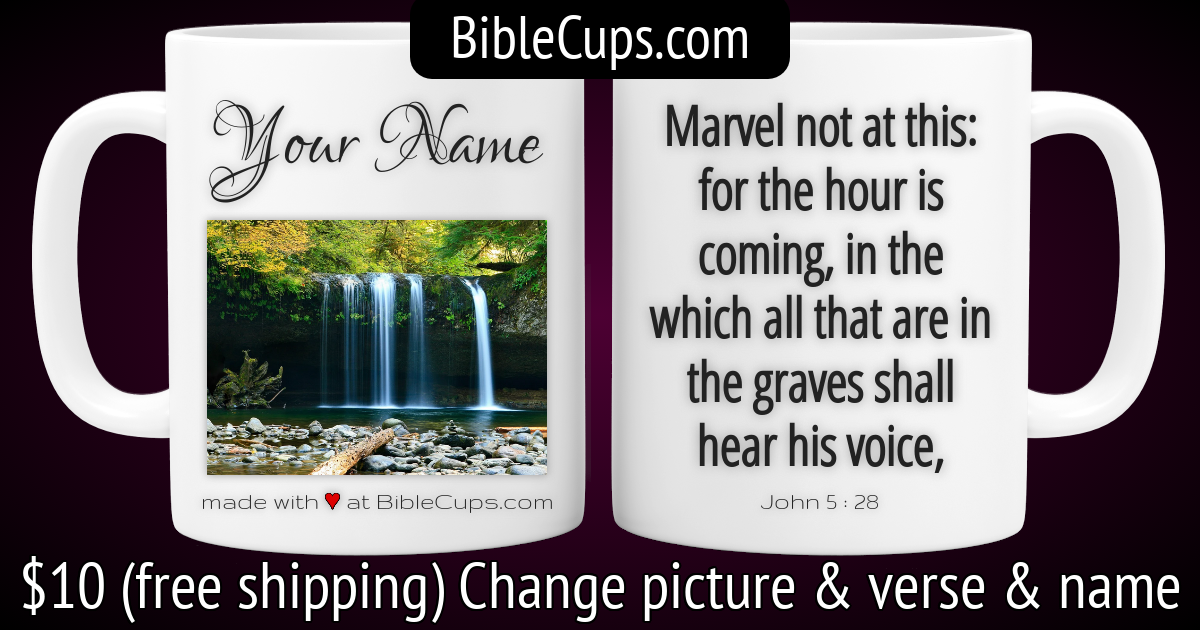 BibleCups.com
Your Name
made with ♥ at BibleCups.com
Marvel not at this:
for the hour is
coming, in the
which all that are in
the graves shall
hear his voice,
John 5 : 28
$10 (free shipping) Change picture & verse & name